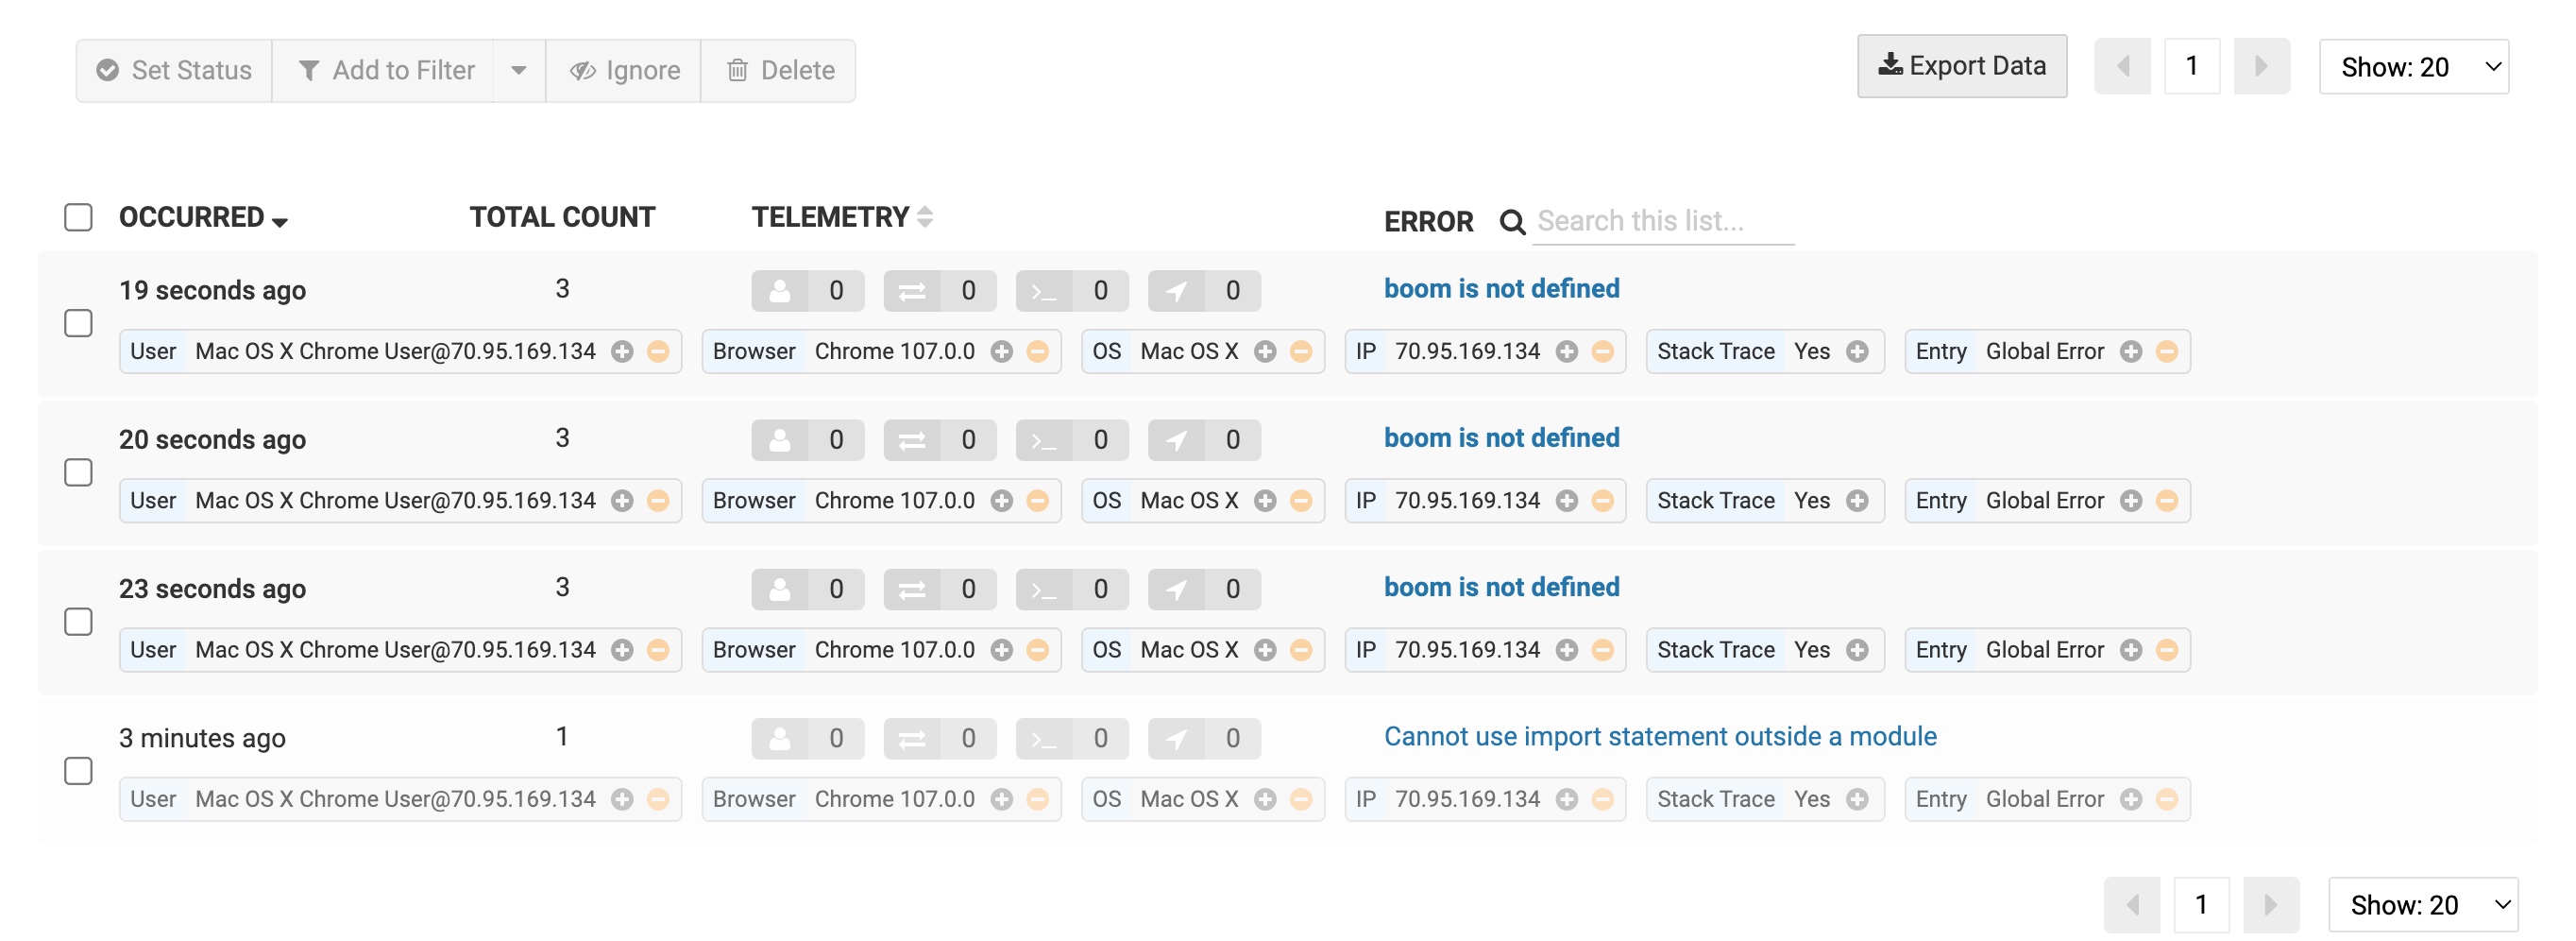 Set Status Add to Filter Ignore Delete Export Data 1 Show: 20
OCCURRED TOTAL COUNT TELEMETRY ERROR Search this list...
19 seconds ago 3 0 0 0 0 boom is not defined
User Mac OS X Chrome User@70.95.169.134 Browser Chrome 107.0.0 OS Mac OS X IP 70.95.169.134 Stack Trace Yes Entry Global Error
20 seconds ago 3 0 0 0 0 boom is not defined
User Mac OS X Chrome User@70.95.169.134 Browser Chrome 107.0.0 OS Mac OS X IP 70.95.169.134 Stack Trace Yes Entry Global Error
23 seconds ago 3 0 0 0 0 boom is not defined
User Mac OS X Chrome User@70.95.169.134 Browser Chrome 107.0.0 OS Mac OS X IP 70.95.169.134 Stack Trace Yes Entry Global Error
3 minutes ago 1 0 0 0 0 Cannot use import statement outside a module
User Mac OS X Chrome User@70.95.169.134 Browser Chrome 107.0.0 OS Mac OS X IP 70.95.169.134 Stack Trace Yes Entry Global Error
1 Show: 20